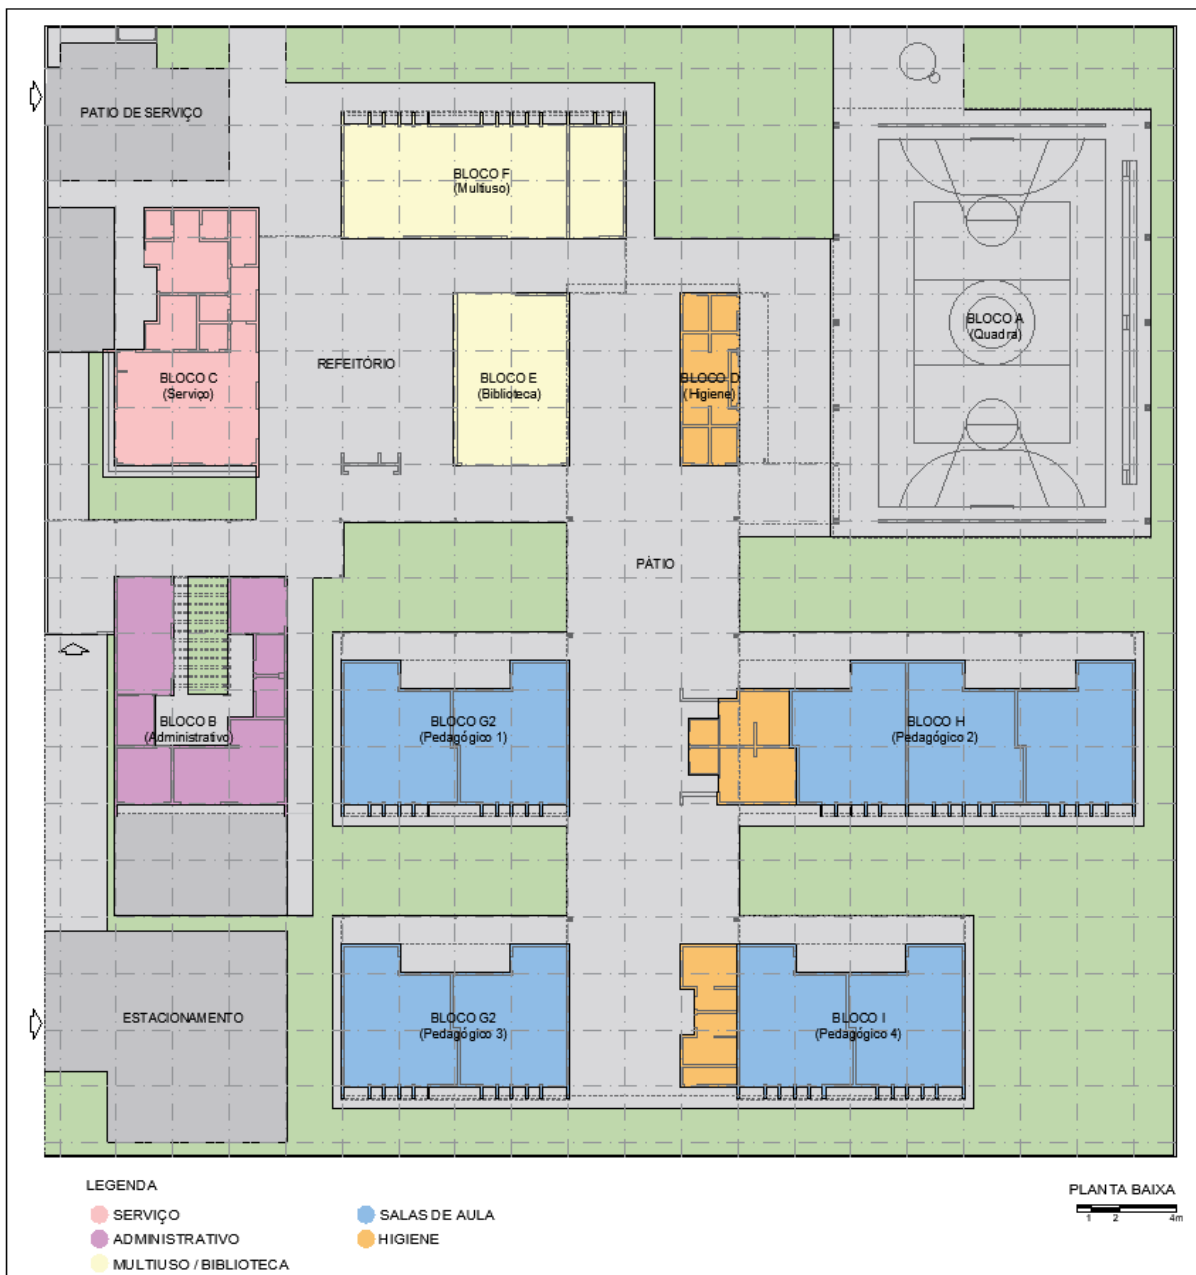 PATIO DE SERVIÇO
BLOCO F
(Multiuso)
BLOCO A
(Quadra)
REFEITÓRIO
BLOCO C
(Serviço)
BLOCO E
(Biblioteca)
BLOCO D
(Higiene)
PÁTIO
BLOCO B
(Administrativo)
BLOCO G2
(Pedagógico 1)
BLOCO H
(Pedagógico 2)
ESTACIONAMENTO
BLOCO G2
(Pedagógico 3)
BLOCO I
(Pedagógico 4)
LEGENDA
SERVIÇO
ADMINISTRATIVO
MULTIUSO / BIBLIOTECA
SALAS DE AULA
HIGIENE
PLANTA BAIXA
1 2 4m